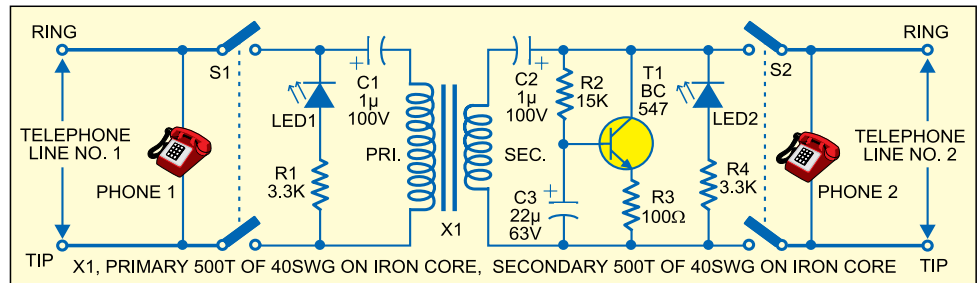 RING
S1
LED1
R1
3.3K
C1
1µ
100V
+
PRI.
X1
SEC.
+
C2
1µ
100V
R2
15K
+
C3
22µ
63V
T1
BC
547
R3
100Ω
LED2
R4
3.3K
S2
RING
TELEPHONE
LINE NO. 1
PHONE 1
PHONE 2
TELEPHONE
LINE NO. 2
TIP
TIP
X1, PRIMARY 500T OF 40SWG ON IRON CORE, SECONDARY 500T OF 40SWG ON IRON CORE